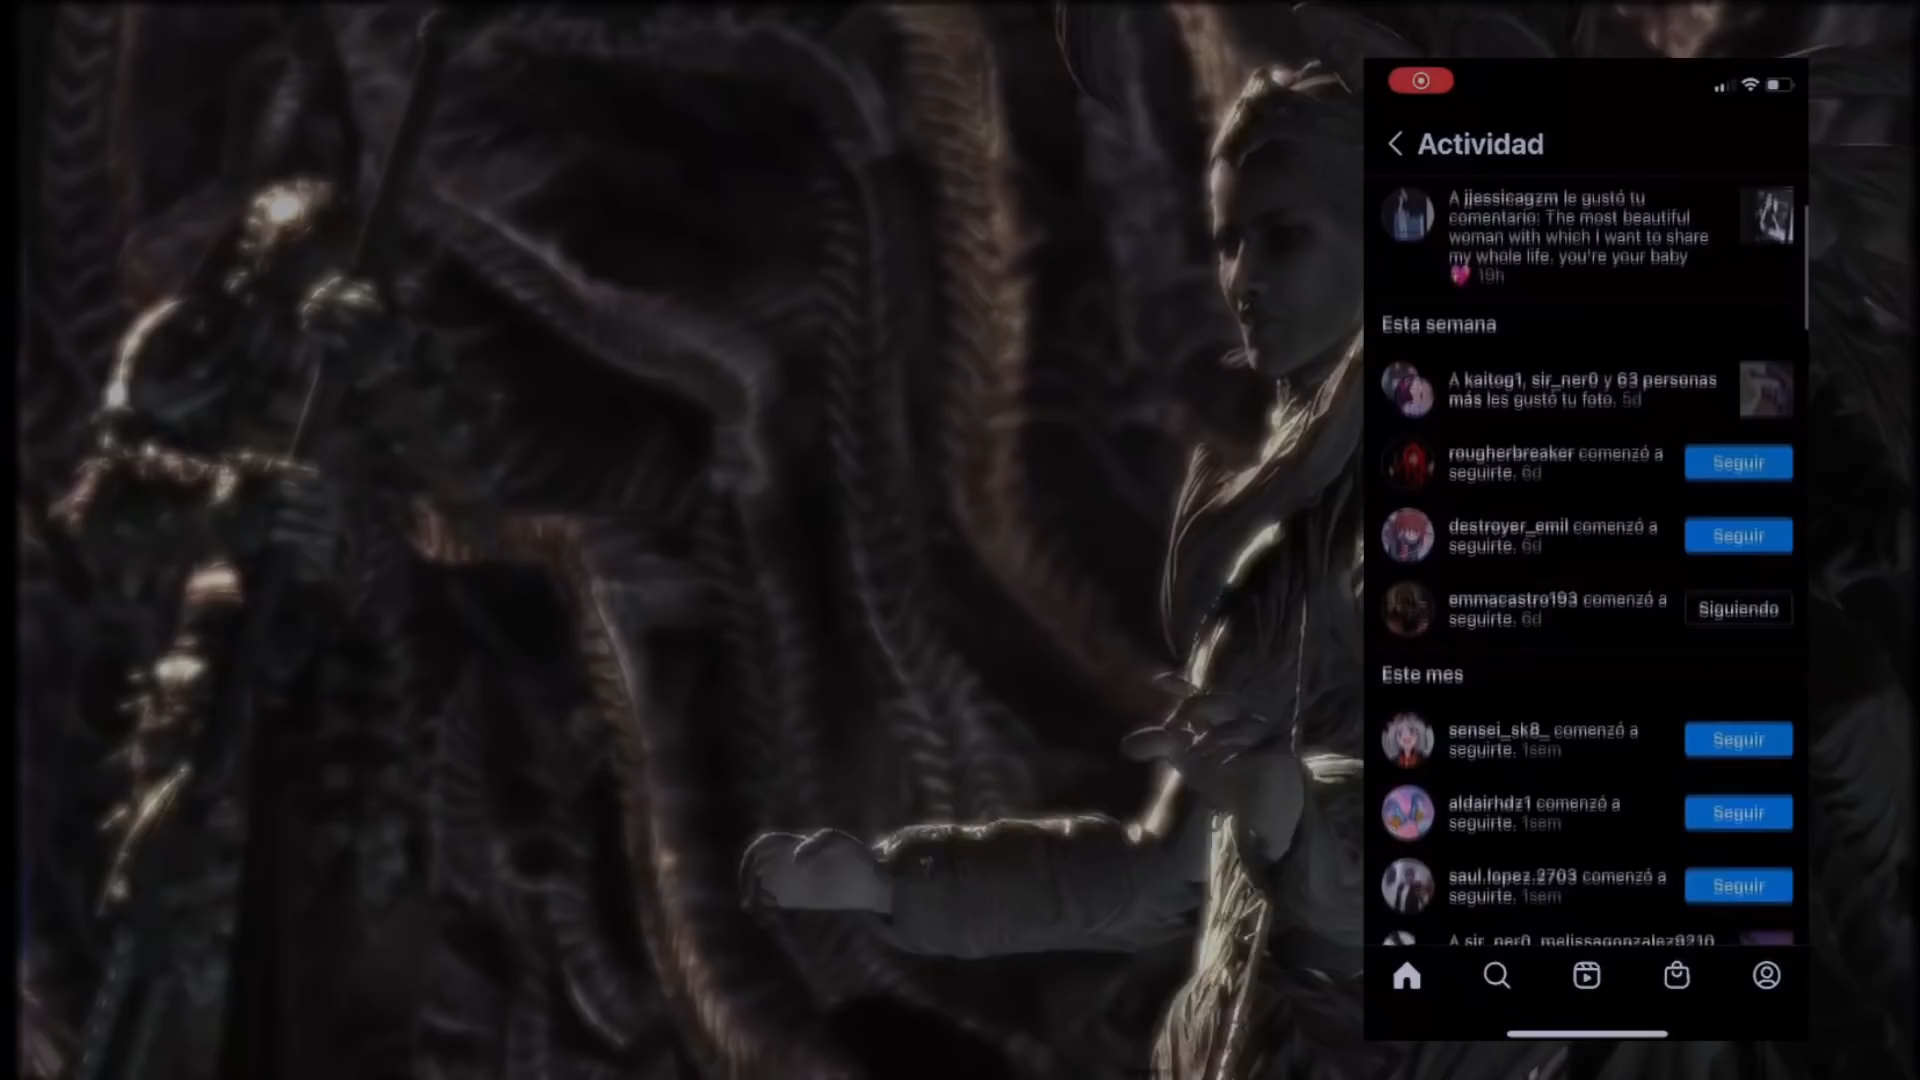 Actividad
A jjessicagzm le gustó tu
comentario: The most beautiful
woman with which I want to share
my whole life. you're your baby
💖 19h
Esta semana
A kaitog1, sir_ner0 y 63 personas
más les gustó tu foto. 5d
rougherbreaker comenzó a
seguirte. 6d
Seguir
destroyer_emil comenzó a
seguirte. 6d
Seguir
emmacastro193 comenzó a
seguirte. 6d
Siguiendo
Este mes
sensei_sk8_ comenzó a
seguirte. 1sem
Seguir
aldairhdz1 comenzó a
seguirte. 1sem
Seguir
saul.lopez.2703 comenzó a
seguirte. 1sem
Seguir
A sir_ner0, melissagonzalez9210